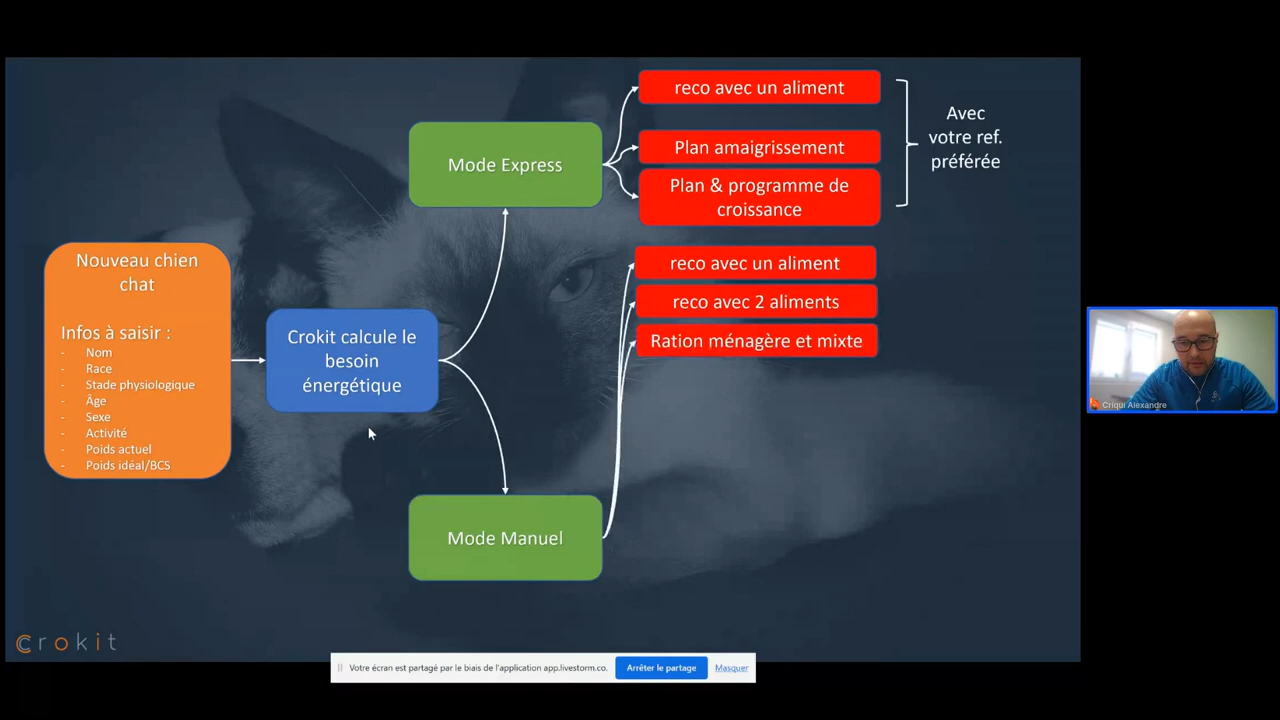 Nouveau chien
chat
Infos à saisir :
- Nom
- Race
- Stade physiologique
- Âge
- Sexe
- Activité
- Poids actuel
- Poids idéal/BCS
Crokit calcule le
besoin
énergétique
Mode Express
reco avec un aliment
Plan amaigrissement
Plan & programme de
croissance
Avec
votre ref.
préférée
Mode Manuel
reco avec un aliment
reco avec 2 aliments
Ration ménagère et mixte
Criqui Alexandre
crokit
Votre écran est partagé par le biais de l'application app.livestorm.co.
Arrêter le partage
Masquer